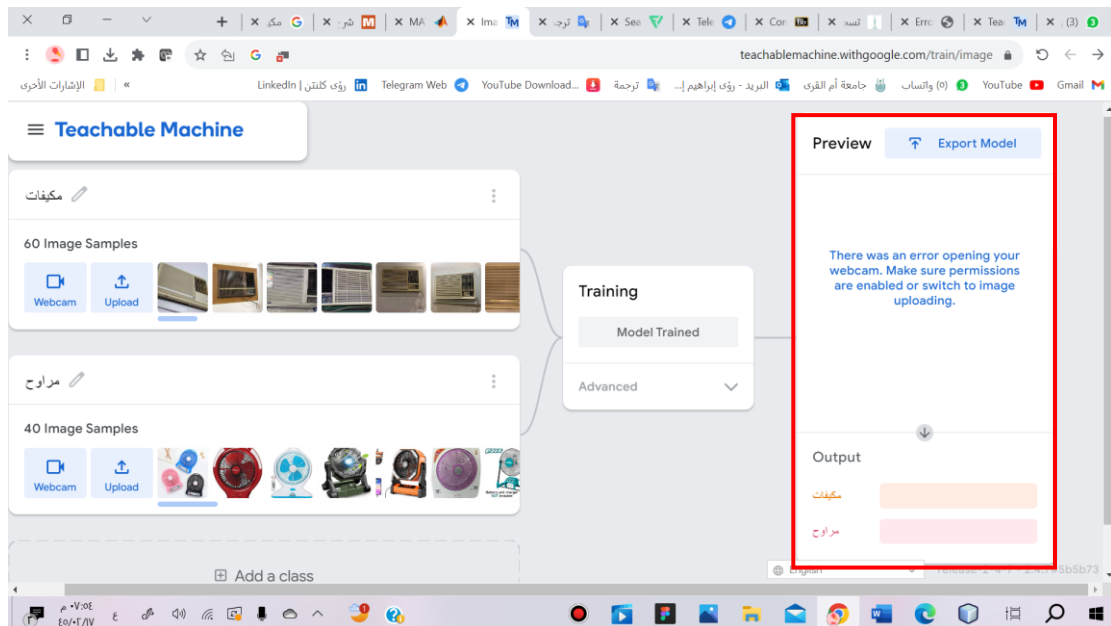 teachablemachine.withgoogle.com/train/image
Gmail
YouTube
(٥) واتساب
جامعة أم القرى
البريد - رؤى إبراهيم إ...
ترجمة
YouTube Download...
Telegram Web
رؤى كلنتن | LinkedIn
»
الإشارات الأخرى
Teachable Machine
مكيفات
60 Image Samples
Webcam
Upload
مراوح
40 Image Samples
Webcam
Upload
Add a class
Training
Model Trained
Advanced
Preview
Export Model
There was an error opening your
webcam. Make sure permissions
are enabled or switch to image
uploading.
Output
مكيفات
مراوح
English
٠٧:٥٤ م
ع